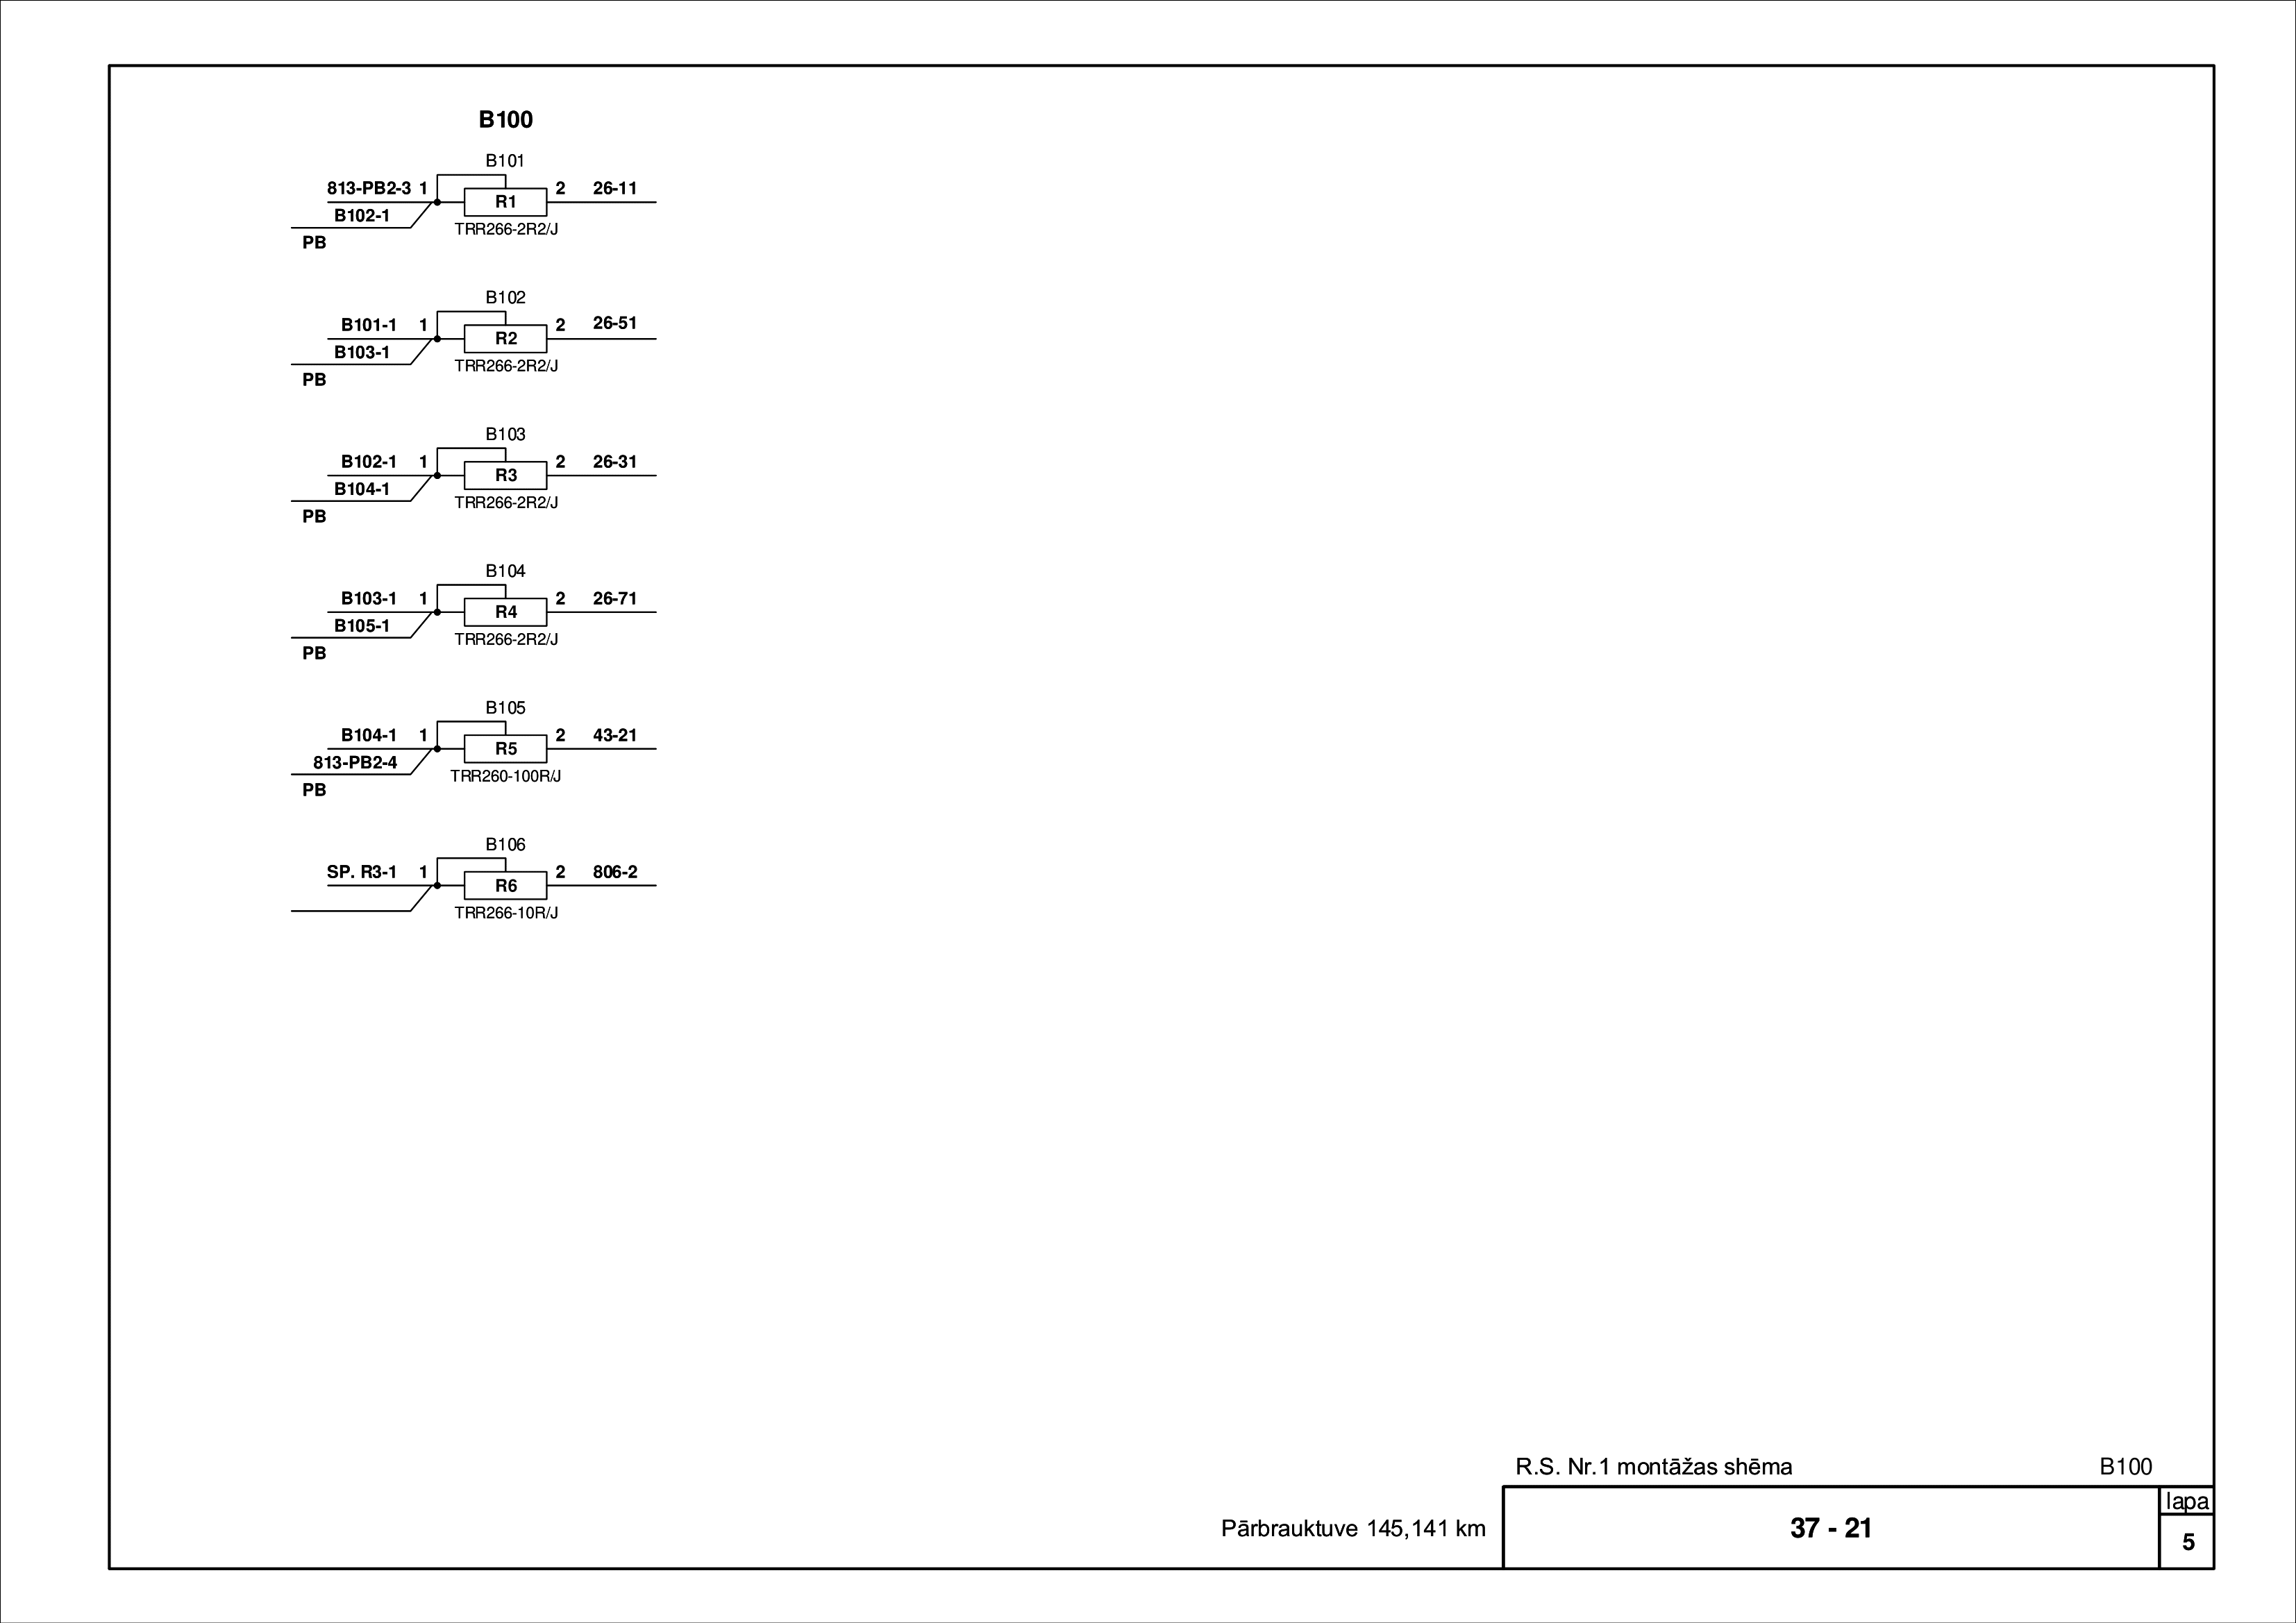 B100
B101
813-PB2-3 1 R1 2 26-11
B102-1
PB
TRR266-2R2/J
B102
B101-1 1 R2 2 26-51
B103-1
PB
TRR266-2R2/J
B103
B102-1 1 R3 2 26-31
B104-1
PB
TRR266-2R2/J
B104
B103-1 1 R4 2 26-71
B105-1
PB
TRR266-2R2/J
B105
B104-1 1 R5 2 43-21
813-PB2-4
PB
TRR260-100R/J
B106
SP. R3-1 1 R6 2 806-2
TRR266-10R/J
R.S. Nr.1 montāžas shēma B100
Pārbrauktuve 145,141 km
37 - 21
lapa
5